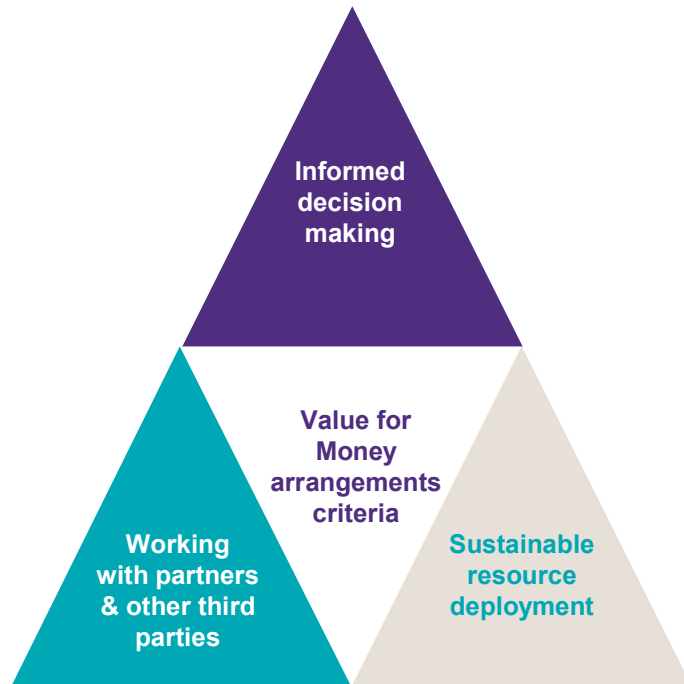 Informed
decision
making
Value for
Money
arrangements
criteria
Working
with partners
& other third
parties
Sustainable
resource
deployment